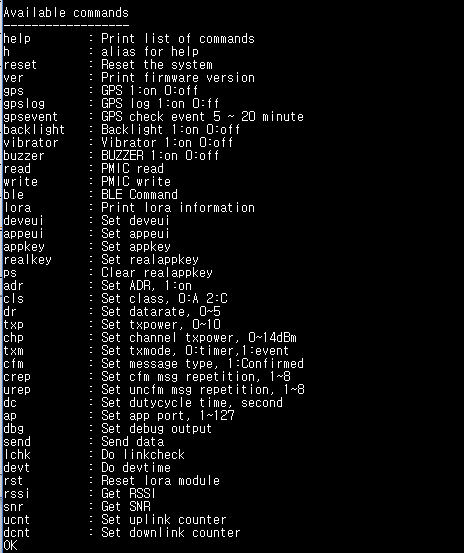 Available commands
------------------
help : Print list of commands
h : alias for help
reset : Reset the system
ver : Print firmware version
gps : GPS 1:on 0:off
gpslog : GPS log 1:on 0:ff
gpsevent : GPS check event 5 ~ 20 minute
backlight : Backlight 1:on 0:off
vibrator : Vibrator 1:on 0:off
buzzer : BUZZER 1:on 0:off
read : PMIC read
write : PMIC write
ble : BLE Command
lora : Print lora information
deveui : Set deveui
appeui : Set appeui
appkey : Set appkey
realkey : Set realappkey
ps : Clear realappkey
adr : Set ADR, 1:on
cls : Set class, 0:A 2:C
dr : Set datarate, 0~5
txp : Set txpower, 0~10
chp : Set channel txpower, 0~14dBm
txm : Set txmode, 0:timer,1:event
cfm : Set message type, 1:Confirmed
crep : Set cfm msg repetition, 1~8
urep : Set uncfm msg repetition, 1~8
dc : Set dutycycle time, second
ap : Set app port, 1~127
dbg : Set debug output
send : Send data
lchk : Do linkcheck
devt : Do devtime
rst : Reset lora module
rssi : Get RSSI
snr : Get SNR
ucnt : Set uplink counter
dcnt : Set downlink counter
OK